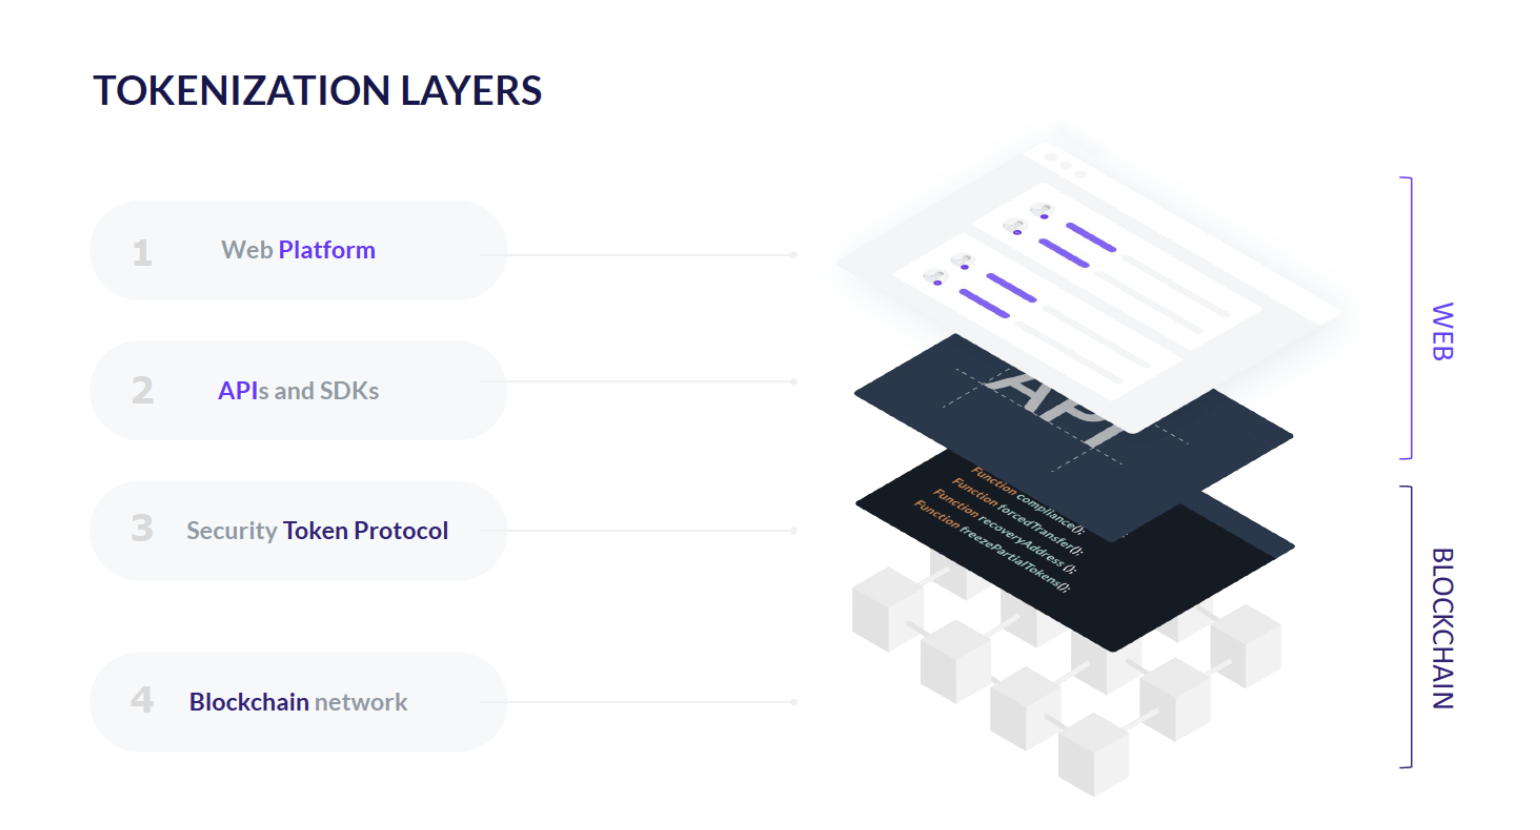 TOKENIZATION LAYERS
1 Web Platform
2 APIs and SDKs
3 Security Token Protocol
4 Blockchain network
API
Function compliance();
Function forcedTransfer();
Function recoveryAddress ();
Function freezePartialTokens();
WEB
BLOCKCHAIN